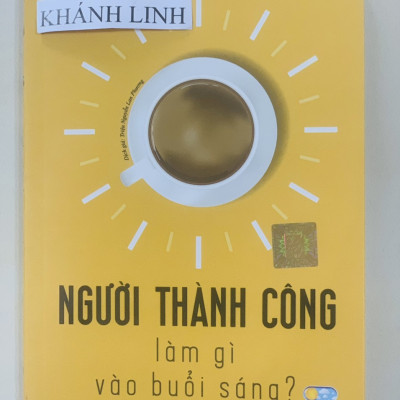 KHÁNH LINH
NGƯỜI THÀNH CÔNG
làm gì
vào buổi sáng?